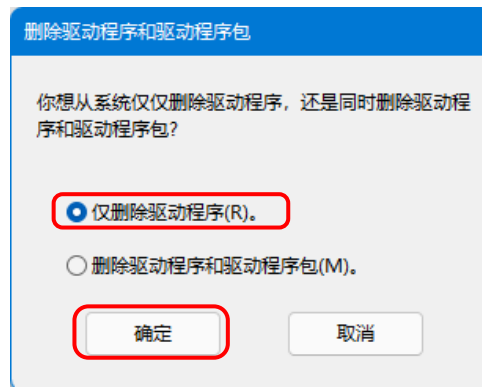 删除驱动程序和驱动程序包
你想从系统仅仅删除驱动程序，还是同时删除驱动程
序和驱动程序包?
仅删除驱动程序(R)。
删除驱动程序和驱动程序包(M)。
确定
取消